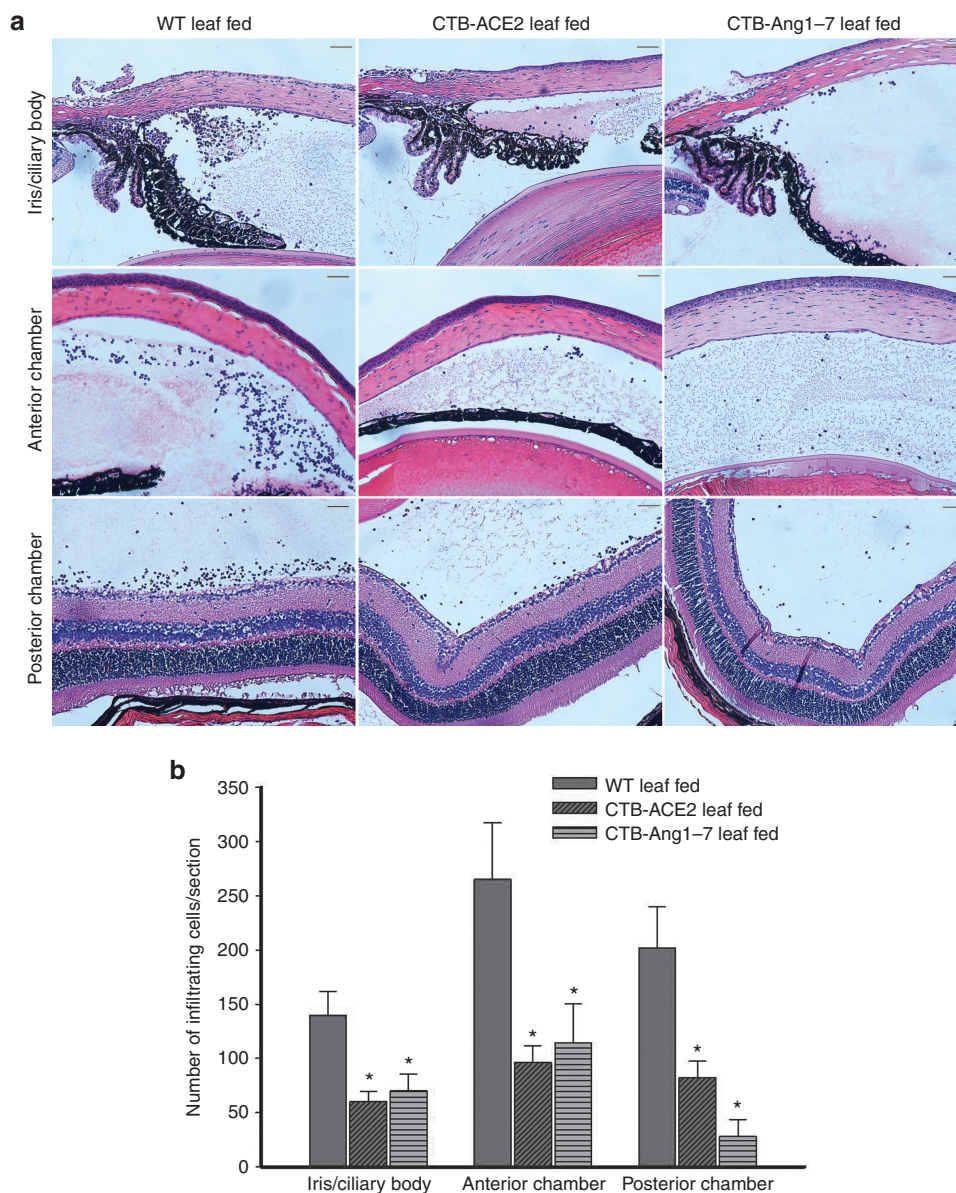 a
WT leaf fed
CTB-ACE2 leaf fed
CTB-Ang1–7 leaf fed
Iris/ciliary body
Anterior chamber
Posterior chamber
b
350
300
250
200
150
100
50
0
Number of infiltrating cells/section
WT leaf fed
CTB-ACE2 leaf fed
CTB-Ang1–7 leaf fed
* *
* *
* *
Iris/ciliary body
Anterior chamber
Posterior chamber